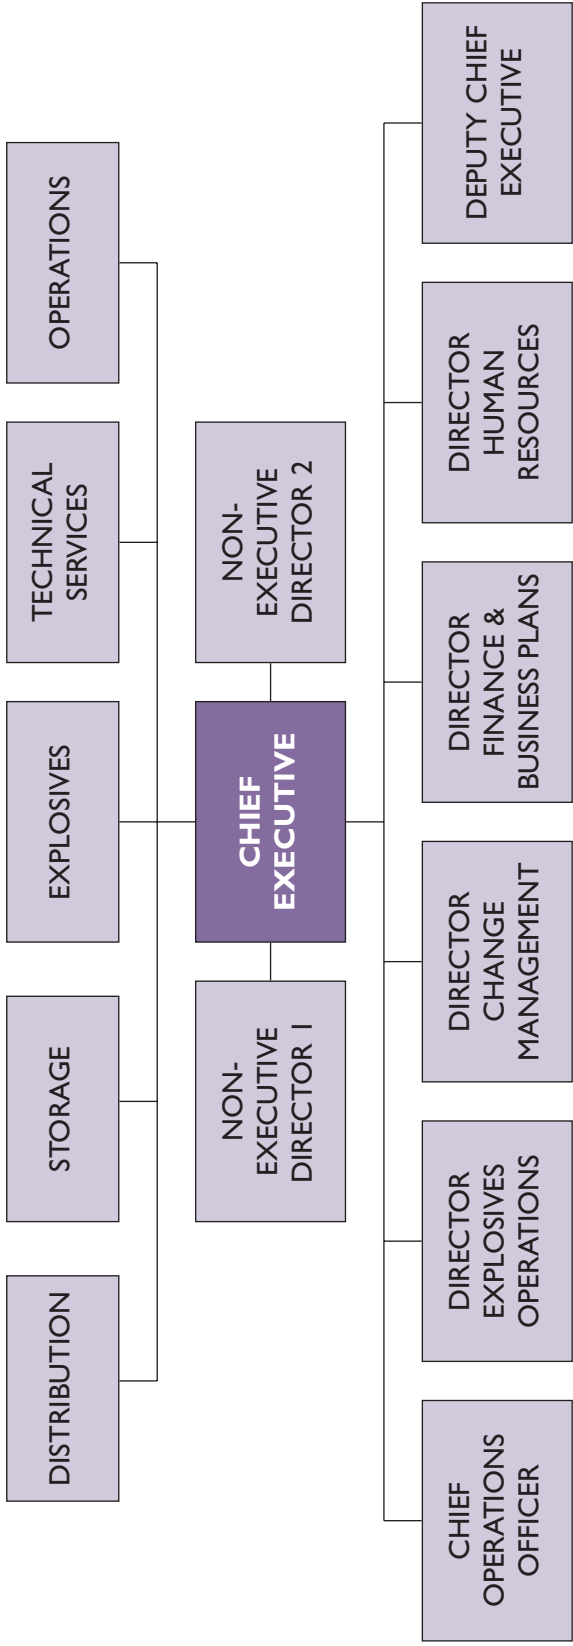 DISTRIBUTION
STORAGE
EXPLOSIVES
TECHNICAL
SERVICES
OPERATIONS
NON-
EXECUTIVE
DIRECTOR 1
CHIEF
EXECUTIVE
NON-
EXECUTIVE
DIRECTOR 2
CHIEF
OPERATIONS
OFFICER
DIRECTOR
EXPLOSIVES
OPERATIONS
DIRECTOR
CHANGE
MANAGEMENT
DIRECTOR
FINANCE &
BUSINESS PLANS
DIRECTOR
HUMAN
RESOURCES
DEPUTY CHIEF
EXECUTIVE